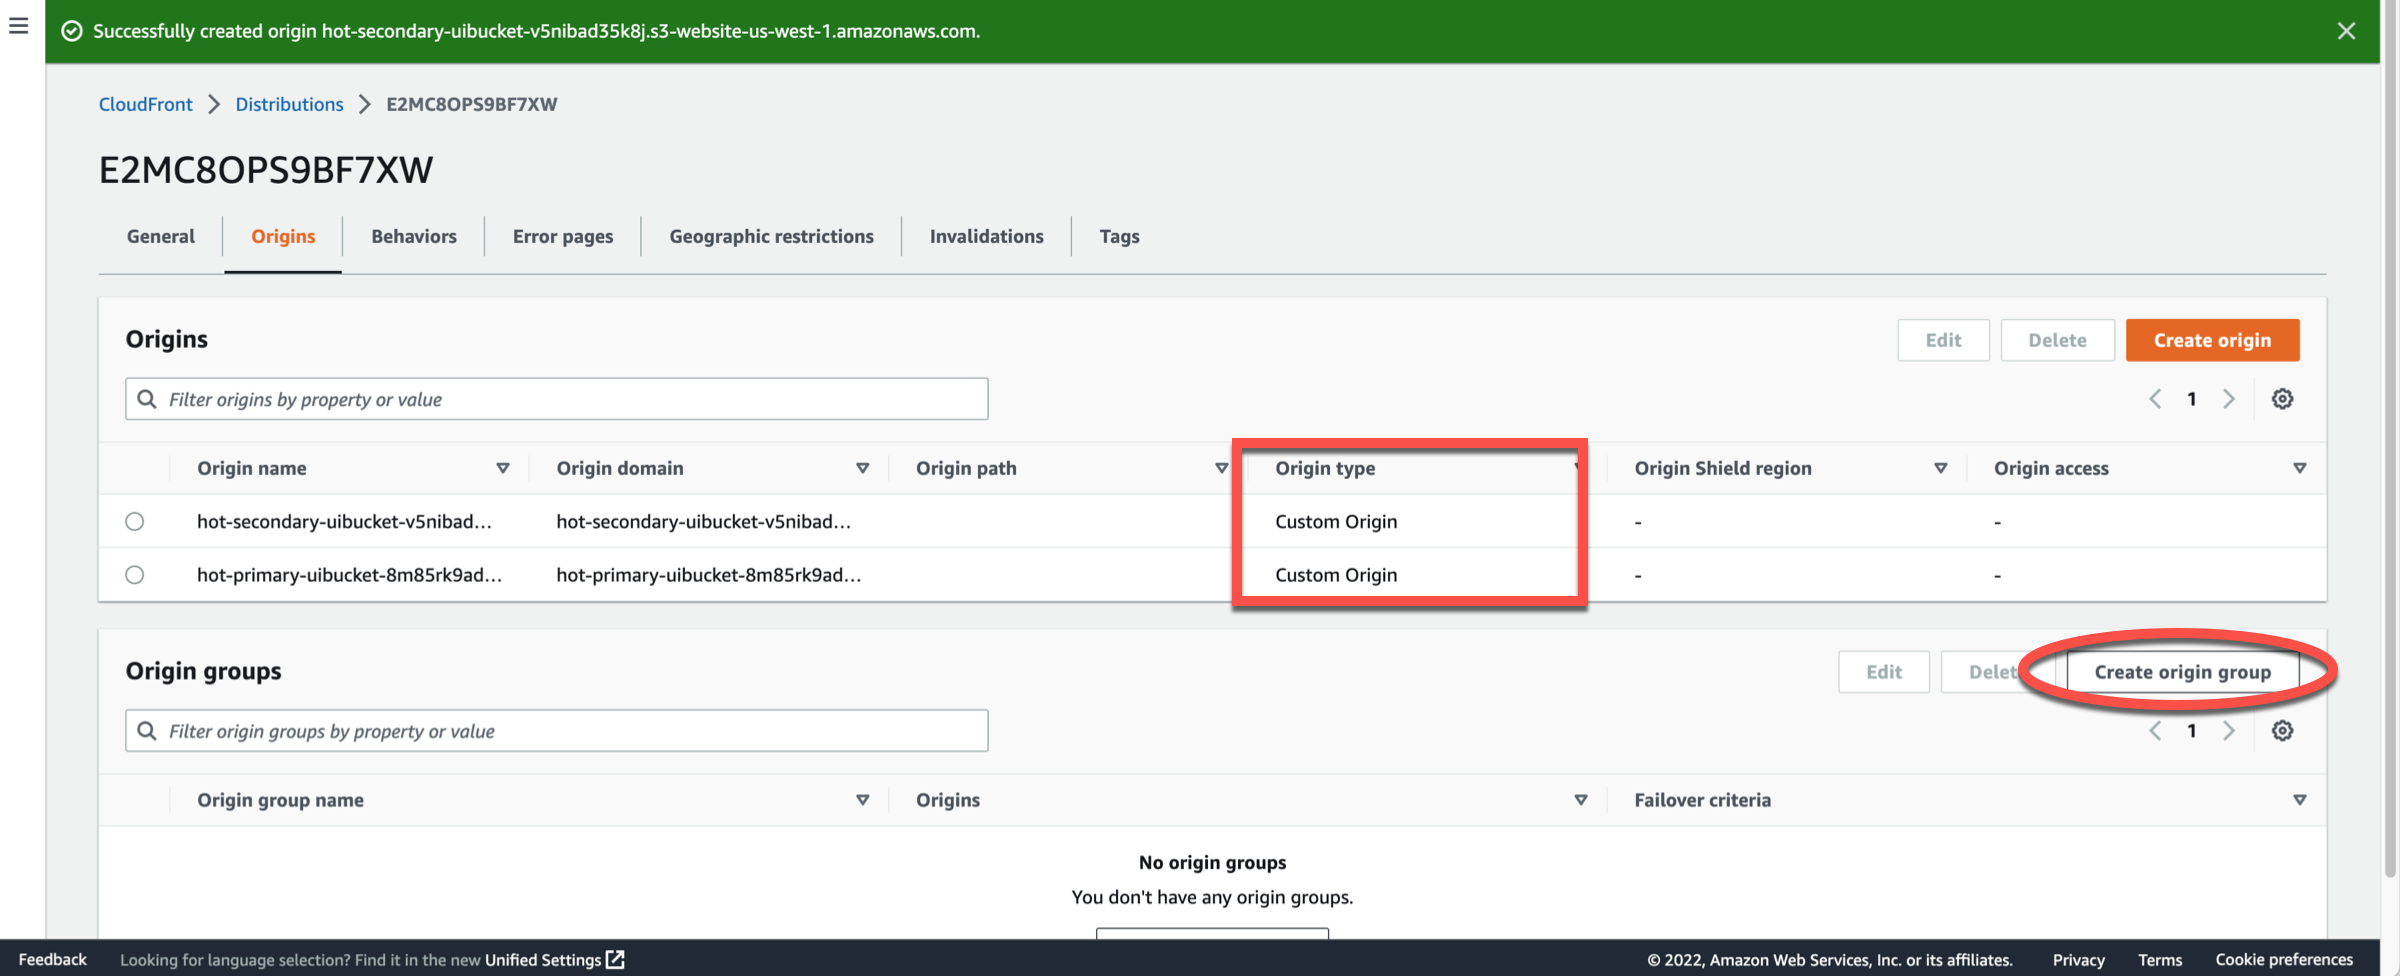 Successfully created origin hot-secondary-uibucket-v5nibad35k8j.s3-website-us-west-1.amazonaws.com.
CloudFront > Distributions > E2MC8OPS9BF7XW
E2MC8OPS9BF7XW
General Origins Behaviors Error pages Geographic restrictions Invalidations Tags
Origins Edit Delete Create origin
Filter origins by property or value 1
Origin name Origin domain Origin path Origin type Origin Shield region Origin access
hot-secondary-uibucket-v5nibad... hot-secondary-uibucket-v5nibad... Custom Origin - -
hot-primary-uibucket-8m85rk9ad... hot-primary-uibucket-8m85rk9ad... Custom Origin - -
Origin groups Edit Delet Create origin group
Filter origin groups by property or value 1
Origin group name Origins Failover criteria
No origin groups
You don't have any origin groups.
Feedback Looking for language selection? Find it in the new Unified Settings © 2022, Amazon Web Services, Inc. or its affiliates. Privacy Terms Cookie preferences